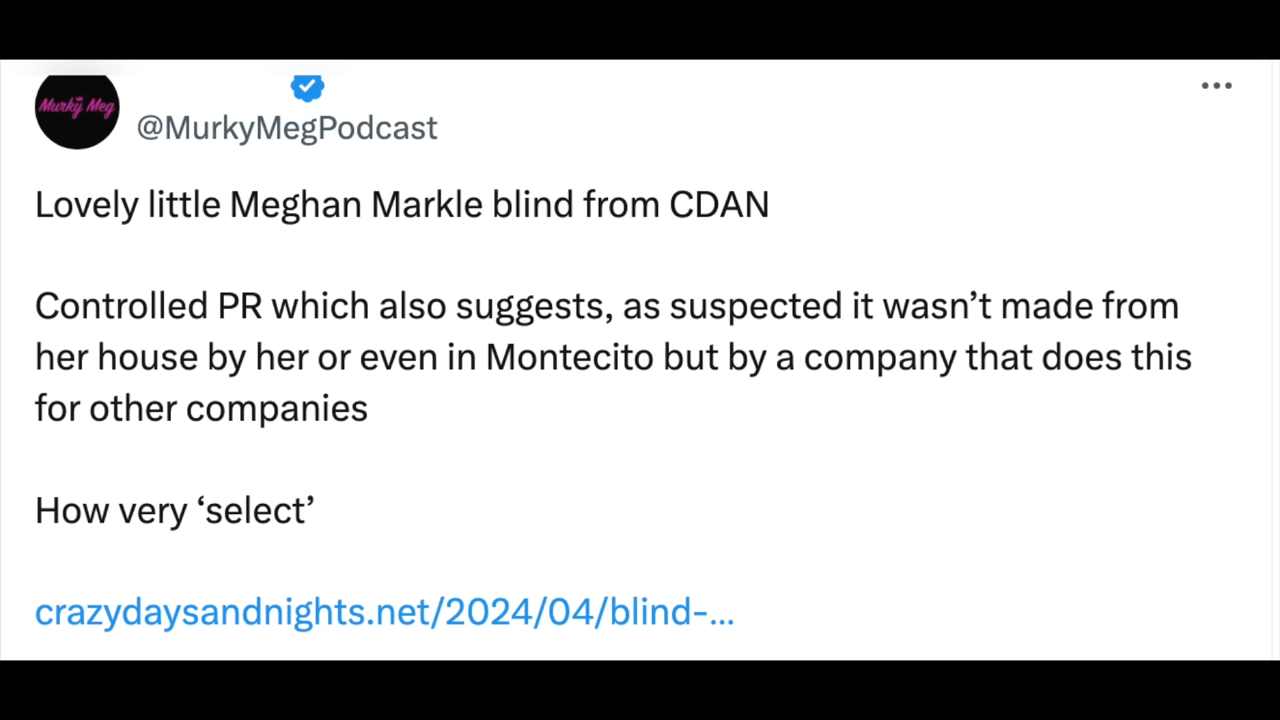 Murky Meg
@MurkyMegPodcast
Lovely little Meghan Markle blind from CDAN
Controlled PR which also suggests, as suspected it wasn’t made from
her house by her or even in Montecito but by a company that does this
for other companies
How very ‘select’
crazydaysandnights.net/2024/04/blind-...